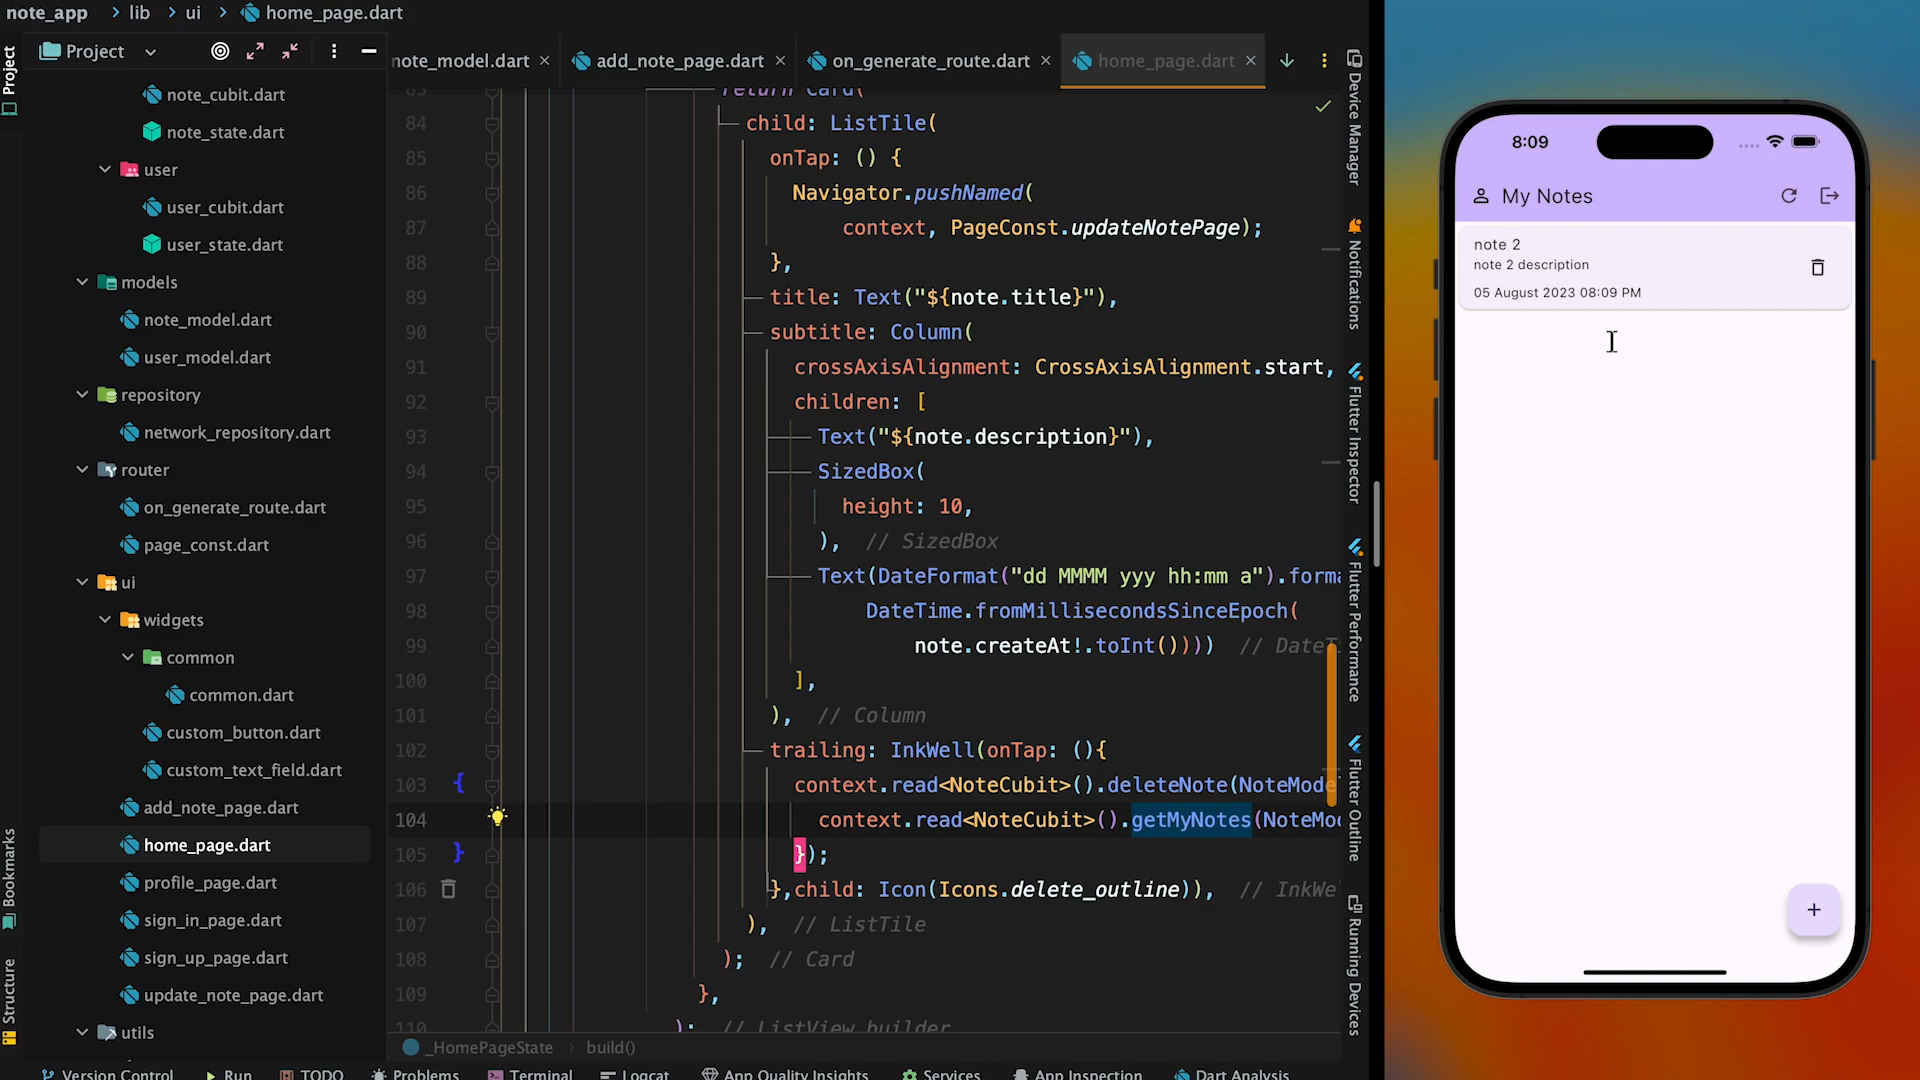 note_app > lib > ui > home_page.dart
Project
note_cubit.dart
note_state.dart
user
user_cubit.dart
user_state.dart
models
note_model.dart
user_model.dart
repository
network_repository.dart
router
on_generate_route.dart
page_const.dart
ui
widgets
common
common.dart
custom_button.dart
custom_text_field.dart
add_note_page.dart
home_page.dart
profile_page.dart
sign_in_page.dart
sign_up_page.dart
update_note_page.dart
utils
Project
Bookmarks
Structure
note_model.dart
add_note_page.dart
on_generate_route.dart
home_page.dart
83 return Card(
84 child: ListTile(
85 onTap: () {
86 Navigator.pushNamed(
87 context, PageConst.updateNotePage);
88 },
89 title: Text("${note.title}"),
90 subtitle: Column(
91 crossAxisAlignment: CrossAxisAlignment.start,
92 children: [
93 Text("${note.description}"),
94 SizedBox(
95 height: 10,
96 ), // SizedBox
97 Text(DateFormat("dd MMMM yyy hh:mm a").forma
98 DateTime.fromMillisecondsSinceEpoch(
99 note.createAt!.toInt()))) // DateT
100 ],
101 ), // Column
102 trailing: InkWell(onTap: (){
103 context.read<NoteCubit>().deleteNote(NoteMode
104 context.read<NoteCubit>().getMyNotes(NoteMo
105 });
106 },child: Icon(Icons.delete_outline)), // InkWe
107 ), // ListTile
108 ); // Card
109 },
110 ); // ListView.builder
_HomePageState > build()
Version Control
Run
TODO
Problems
Terminal
Logcat
App Quality Insights
Services
App Inspection
Dart Analysis
Device Manager
Notifications
Flutter Inspector
Flutter Performance
Flutter Outline
Running Devices
8:09
My Notes
note 2
note 2 description
05 August 2023 08:09 PM
+